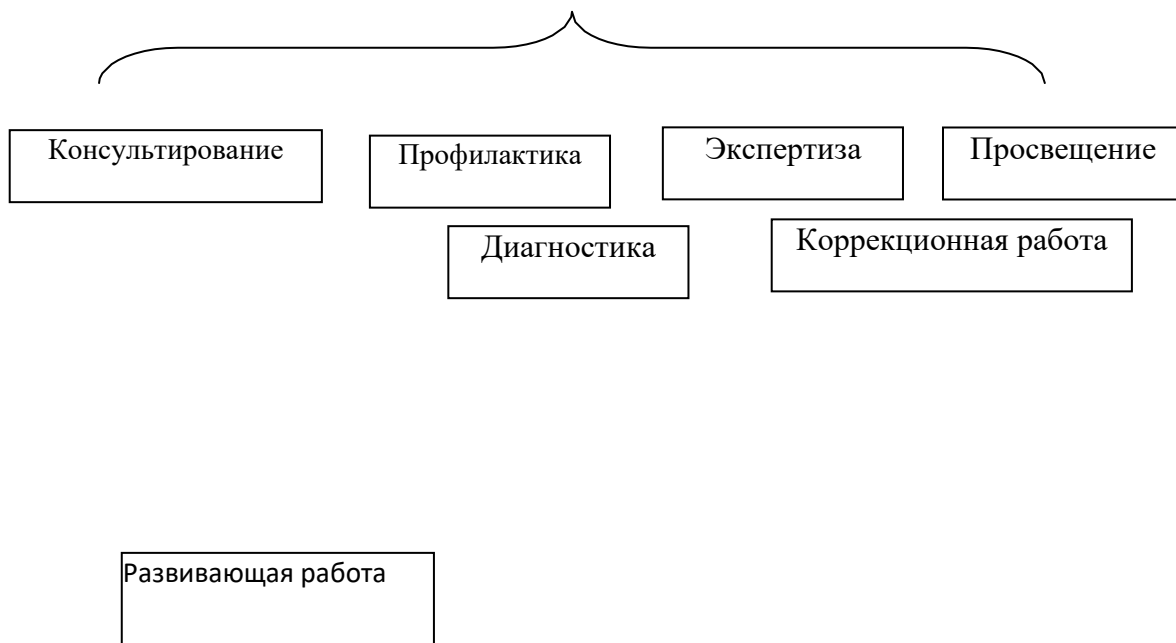 Консультирование
Профилактика
Экспертиза
Просвещение
Диагностика
Коррекционная работа
Развивающая работа